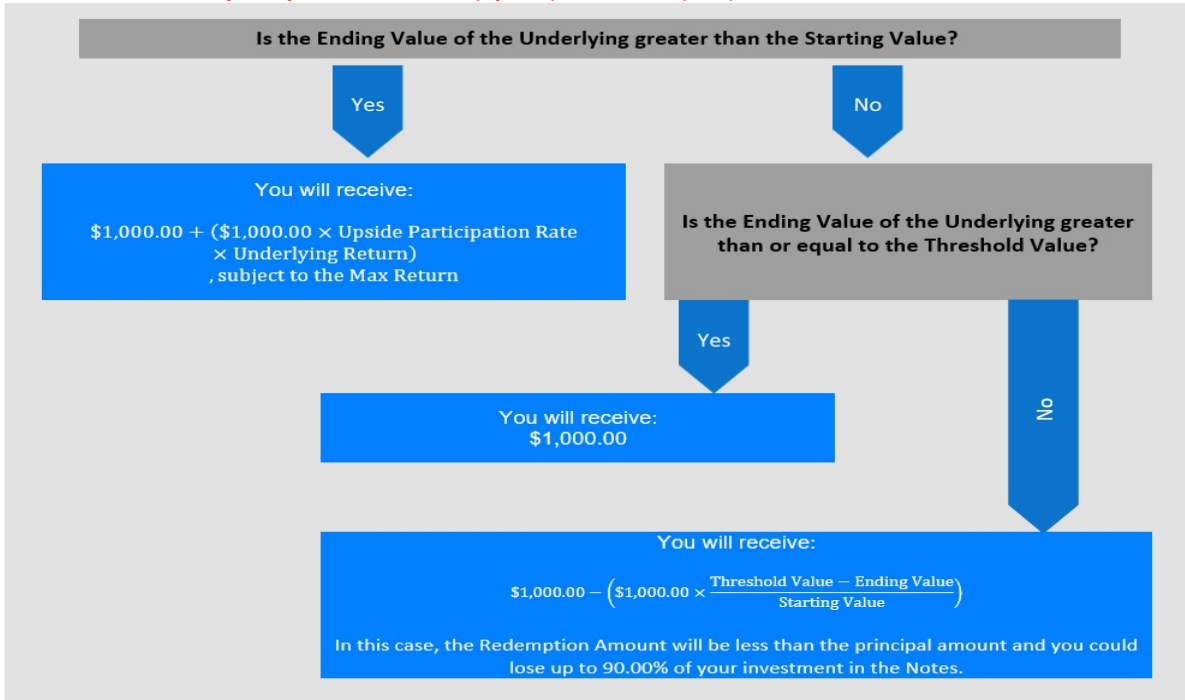 Is the Ending Value of the Underlying greater than the Starting Value?
Yes
No
You will receive:
$1,000.00 + ($1,000.00 × Upside Participation Rate
× Underlying Return)
, subject to the Max Return
Is the Ending Value of the Underlying greater
than or equal to the Threshold Value?
Yes
No
You will receive:
$1,000.00
You will receive:
$1,000.00 − ($1,000.00 × Threshold Value − Ending Value
Starting Value)
In this case, the Redemption Amount will be less than the principal amount and you could
lose up to 90.00% of your investment in the Notes.